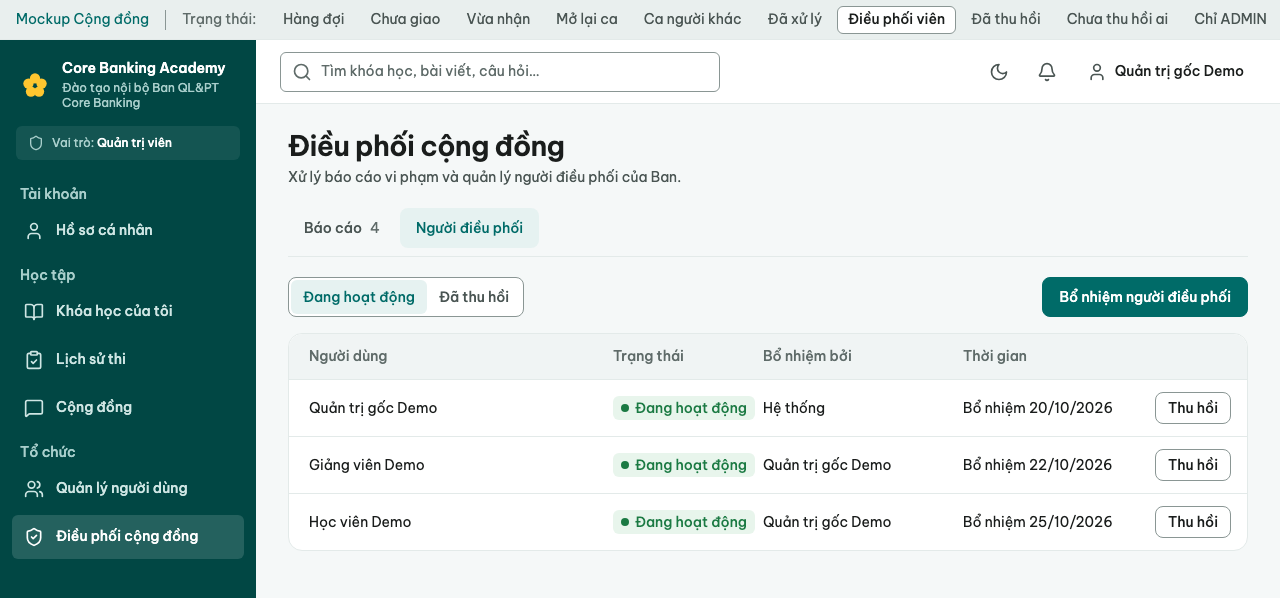 Mockup Cộng đồng Trạng thái: Hàng đợi Chưa giao Vừa nhận Mở lại ca Ca người khác Đã xử lý Điều phối viên Đã thu hồi Chưa thu hồi ai Chỉ ADMIN
Core Banking Academy
Đào tạo nội bộ Ban QL&PT
Core Banking
Vai trò: Quản trị viên
Tài khoản
Hồ sơ cá nhân
Học tập
Khóa học của tôi
Lịch sử thi
Cộng đồng
Tổ chức
Quản lý người dùng
Điều phối cộng đồng
Tìm khóa học, bài viết, câu hỏi...
Quản trị gốc Demo
Điều phối cộng đồng
Xử lý báo cáo vi phạm và quản lý người điều phối của Ban.
Báo cáo 4 Người điều phối
Đang hoạt động Đã thu hồi Bổ nhiệm người điều phối
Người dùng Trạng thái Bổ nhiệm bởi Thời gian
Quản trị gốc Demo Đang hoạt động Hệ thống Bổ nhiệm 20/10/2026 Thu hồi
Giảng viên Demo Đang hoạt động Quản trị gốc Demo Bổ nhiệm 22/10/2026 Thu hồi
Học viên Demo Đang hoạt động Quản trị gốc Demo Bổ nhiệm 25/10/2026 Thu hồi